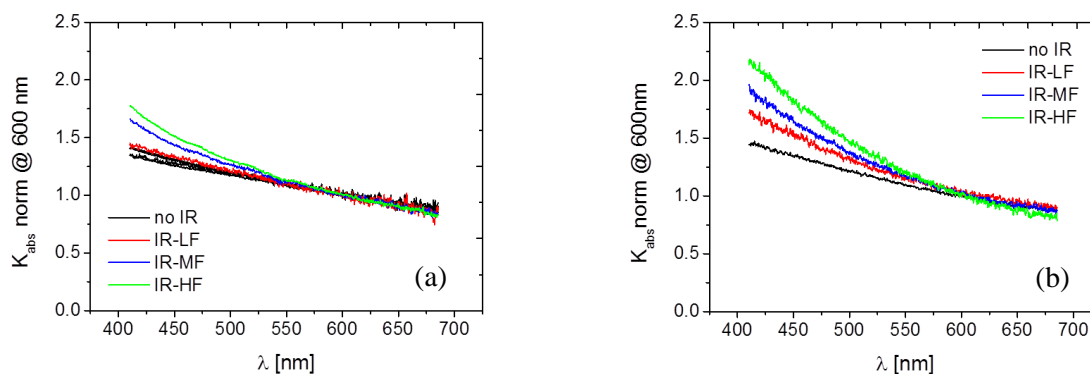 2.5
2.0
1.5
1.0
0.5
0.0
K_abs norm @ 600 nm
no IR
IR-LF
IR-MF
IR-HF
(a)
400 450 500 550 600 650 700
λ [nm]
2.5
2.0
1.5
1.0
0.5
0.0
K_abs norm @ 600nm
no IR
IR-LF
IR-MF
IR-HF
(b)
400 450 500 550 600 650 700
λ [nm]